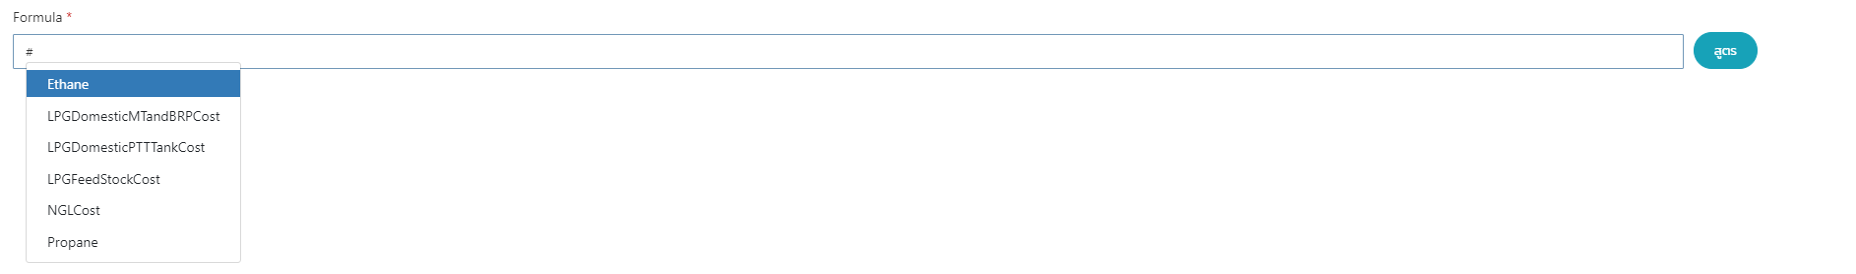 Formula *
#
สูตร
Ethane
LPGDomesticMTandBRPCost
LPGDomesticPTTTankCost
LPGFeedStockCost
NGLCost
Propane